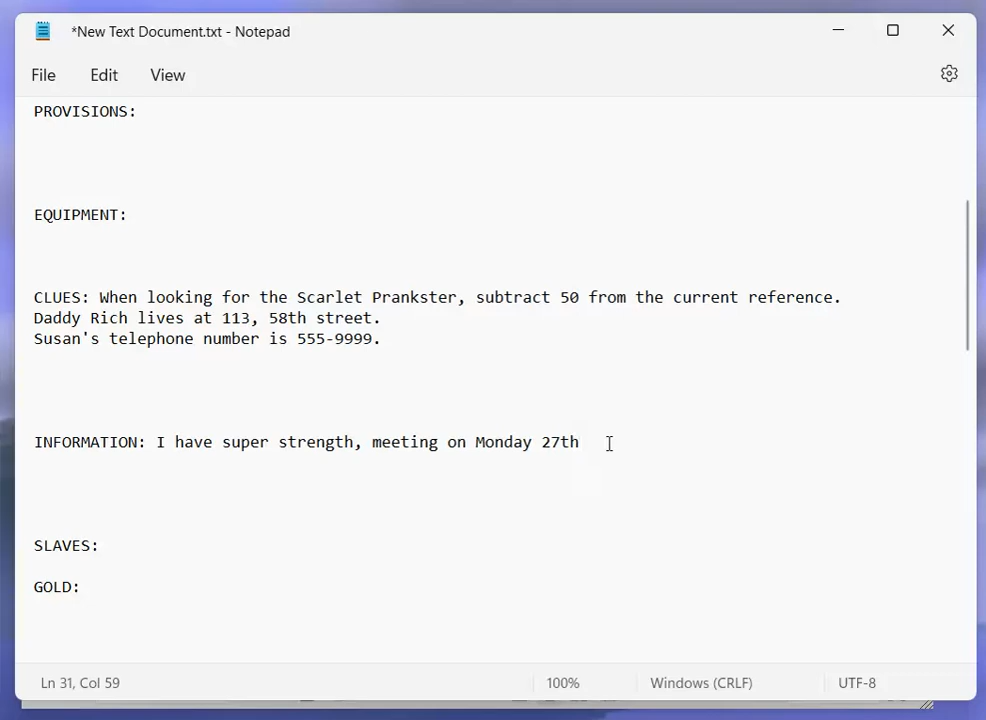 *New Text Document.txt - Notepad
File Edit View
PROVISIONS:
EQUIPMENT:
CLUES: When looking for the Scarlet Prankster, subtract 50 from the current reference.
Daddy Rich lives at 113, 58th street.
Susan's telephone number is 555-9999.
INFORMATION: I have super strength, meeting on Monday 27th
SLAVES:
GOLD:
Ln 31, Col 59 100% Windows (CRLF) UTF-8